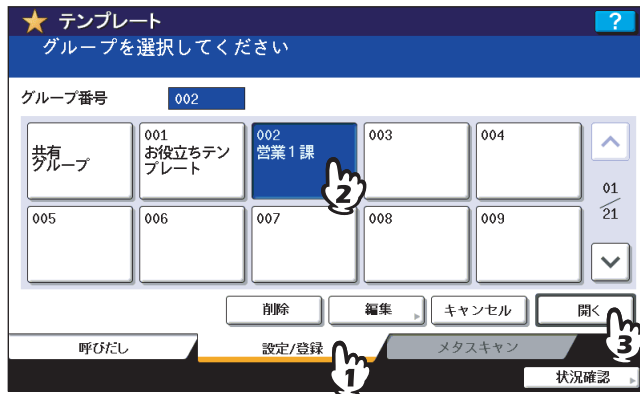 テンプレート
?
グループを選択してください
グループ番号 002
共有
グループ
001
お役立ちテン
プレート
002
営業1課
003
004
01
21
005
006
007
008
009
2
削除 編集 キャンセル 開く
3
呼びだし 設定/登録 メタスキャン
1
状況確認